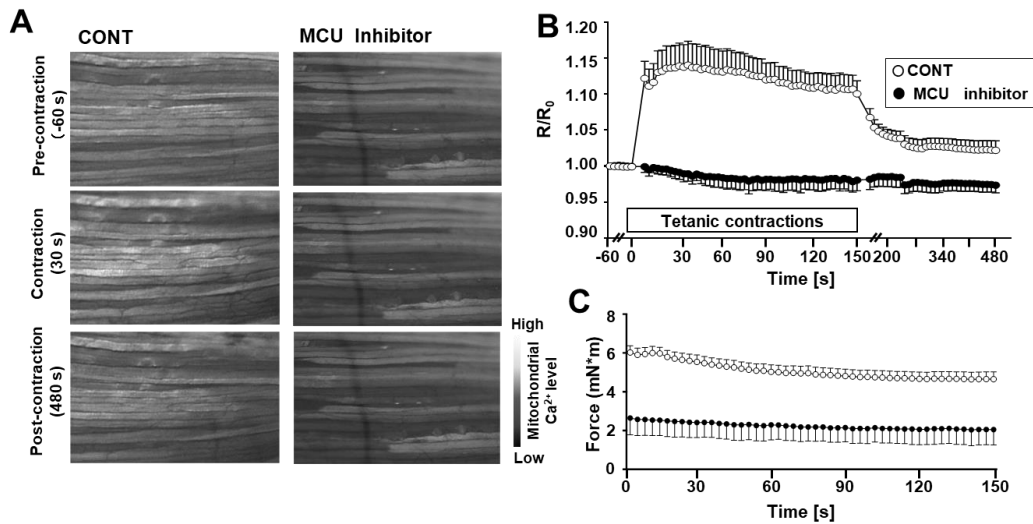 A
CONT
MCU Inhibitor
Pre-contraction
(-60 s)
Contraction
(30 s)
Post-contraction
(480 s)
High
Mitochondrial
Ca²⁺ level
Low
B
1.20
1.15
1.10
1.05
1.00
0.95
0.90
R/R₀
CONT
MCU inhibitor
Tetanic contractions
-60 0 30 60 90 120 150 200 340 480
Time [s]
C
8
6
4
2
0
Force (mN*m)
0 30 60 90 120 150
Time [s]